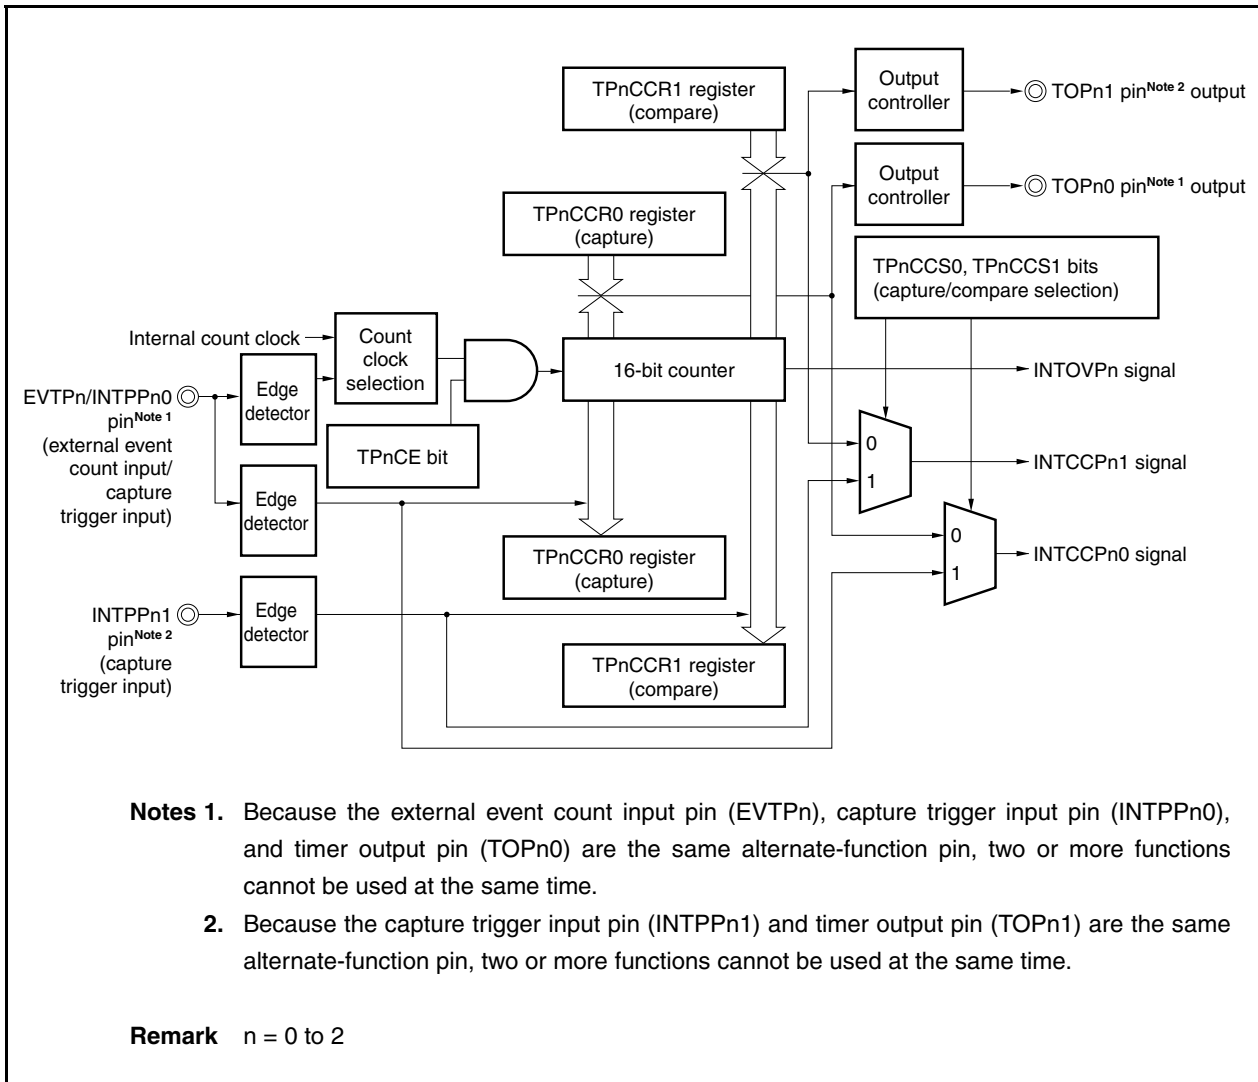 TPnCCR1 register
(compare)
Output
controller
TOPn1 pinNote 2 output
Output
controller
TOPn0 pinNote 1 output
TPnCCR0 register
(capture)
TPnCCS0, TPnCCS1 bits
(capture/compare selection)
Internal count clock
Count
clock
selection
16-bit counter
INTOVPn signal
EVTPn/INTPPn0
pinNote 1
(external event
count input/
capture
trigger input)
Edge
detector
TPnCE bit
0
1
INTCCPn1 signal
Edge
detector
0
1
INTCCPn0 signal
TPnCCR0 register
(capture)
INTPPn1
pinNote 2
(capture
trigger input)
Edge
detector
TPnCCR1 register
(compare)
Notes 1. Because the external event count input pin (EVTPn), capture trigger input pin (INTPPn0),
and timer output pin (TOPn0) are the same alternate-function pin, two or more functions
cannot be used at the same time.
2. Because the capture trigger input pin (INTPPn1) and timer output pin (TOPn1) are the same
alternate-function pin, two or more functions cannot be used at the same time.
Remark n = 0 to 2